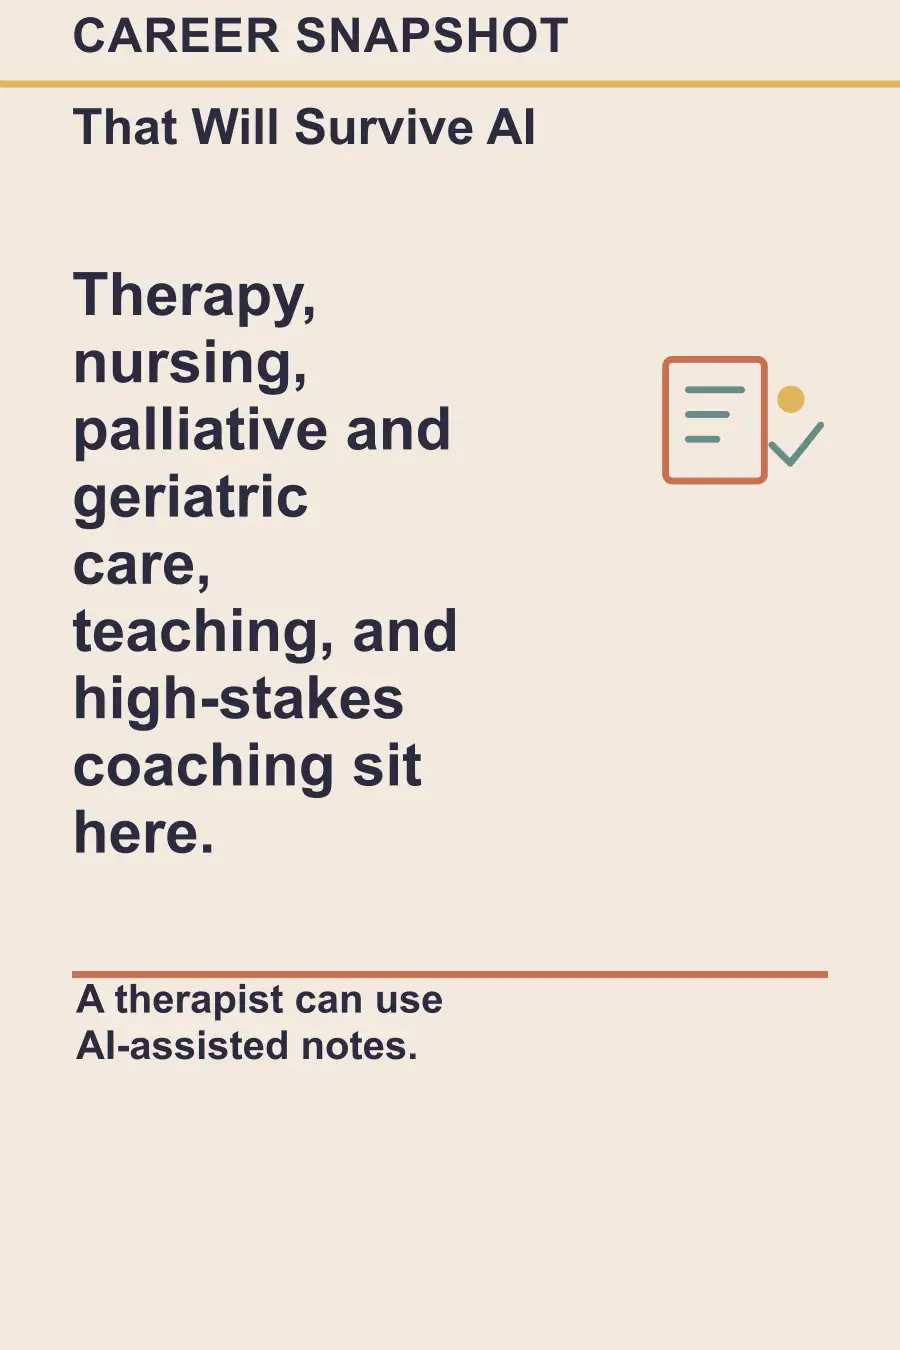 CAREER SNAPSHOT
That Will Survive AI
Therapy,
nursing,
palliative and
geriatric
care,
teaching, and
high-stakes
coaching sit
here.
A therapist can use
AI-assisted notes.